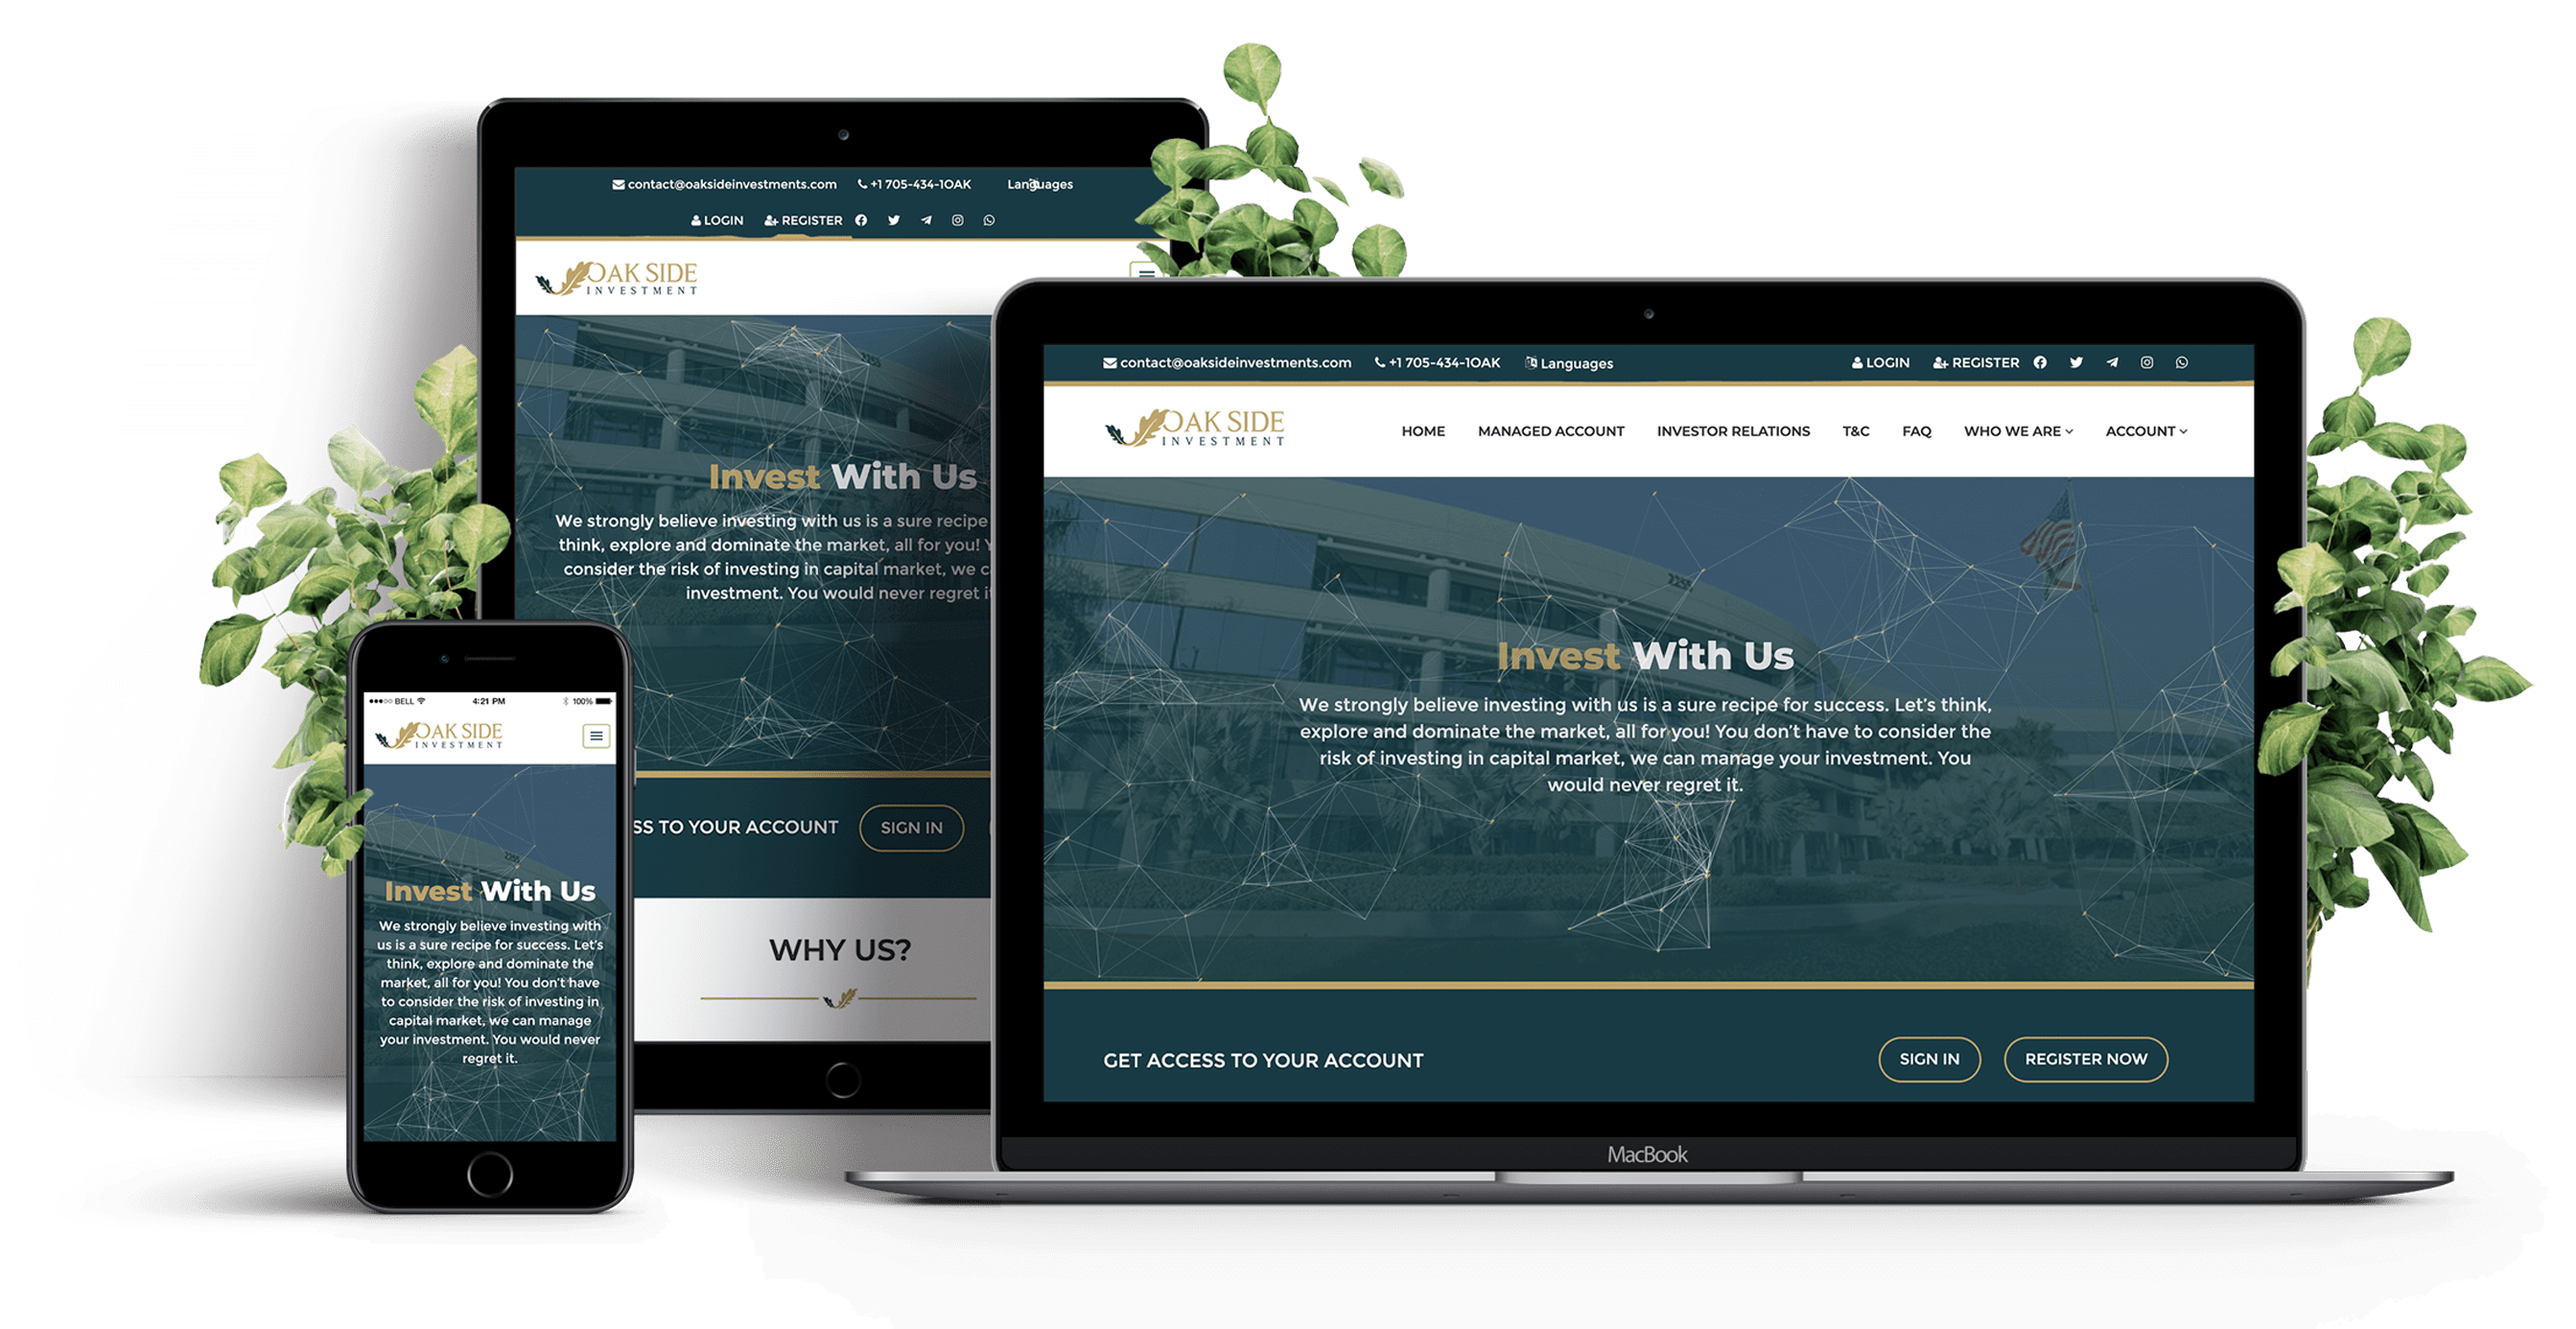 contact@oaksideinvestments.com +1 705-434-1OAK Languages
LOGIN REGISTER
OAK SIDE
INVESTMENT
Invest With Us
We strongly believe investing with us is a sure recipe
think, explore and dominate the market, all for you!
consider the risk of investing in capital market, we
investment. You would never regret
SS TO YOUR ACCOUNT SIGN IN
WHY US?
BELL 4:21 PM 100%
OAK SIDE
INVESTMENT
Invest With Us
We strongly believe investing with
us is a sure recipe for success. Let's
think, explore and dominate the
market, all for you! You don't have
to consider the risk of investing in
capital market, we can manage
your investment. You would never
regret it.
contact@oaksideinvestments.com +1 705-434-1OAK Languages LOGIN REGISTER
OAK SIDE
INVESTMENT
HOME MANAGED ACCOUNT INVESTOR RELATIONS T&C FAQ WHO WE ARE ACCOUNT
2252
Invest With Us
We strongly believe investing with us is a sure recipe for success. Let's think,
explore and dominate the market, all for you! You don't have to consider the
risk of investing in capital market, we can manage your investment. You
would never regret it.
GET ACCESS TO YOUR ACCOUNT SIGN IN REGISTER NOW
MacBook